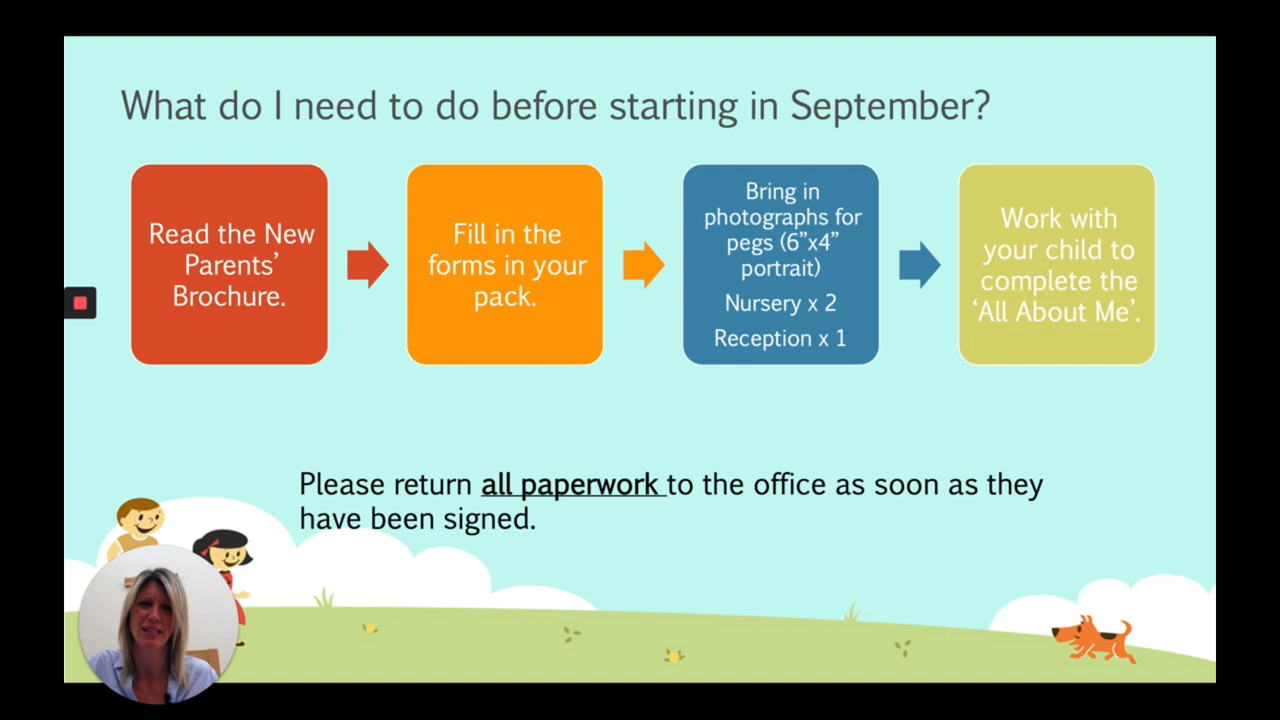 What do I need to do before starting in September?
Read the New
Parents’
Brochure.
Fill in the
forms in your
pack.
Bring in
photographs for
pegs (6”x4”
portrait)
Nursery x 2
Reception x 1
Work with
your child to
complete the
‘All About Me’.
Please return all paperwork to the office as soon as they
have been signed.